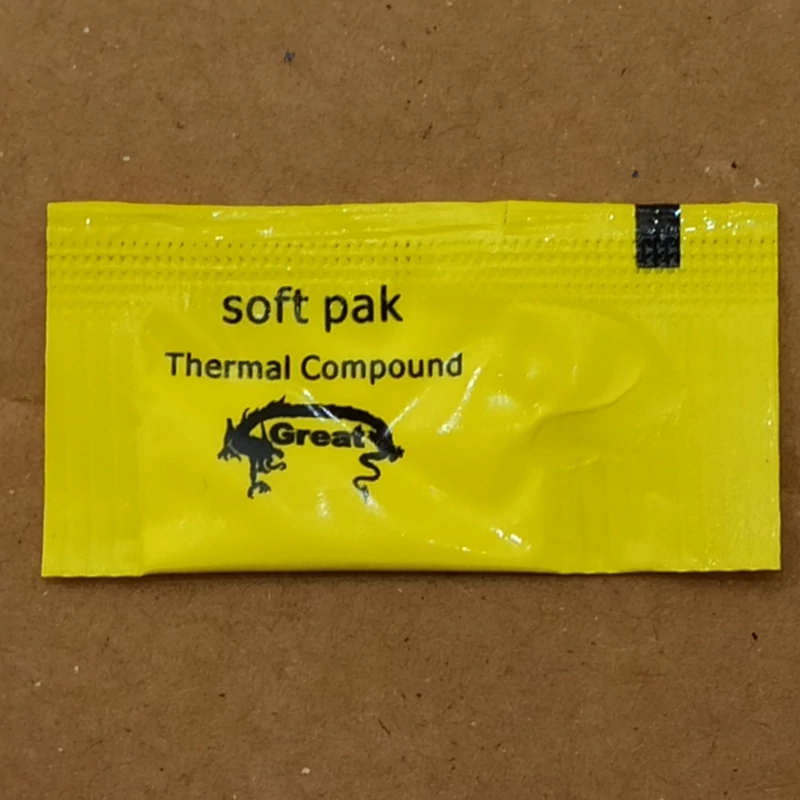 soft pak
Thermal Compound
Great